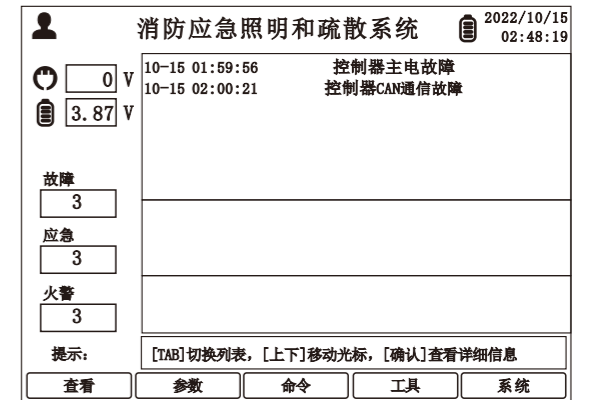 消防应急照明和疏散系统
2022/10/15
02:48:19
0 V
3.87 V
10-15 01:59:56 控制器主电故障
10-15 02:00:21 控制器CAN通信故障
故障
3
应急
3
火警
3
提示: [TAB]切换列表, [上下]移动光标, [确认]查看详细信息
查看 参数 命令 工具 系统